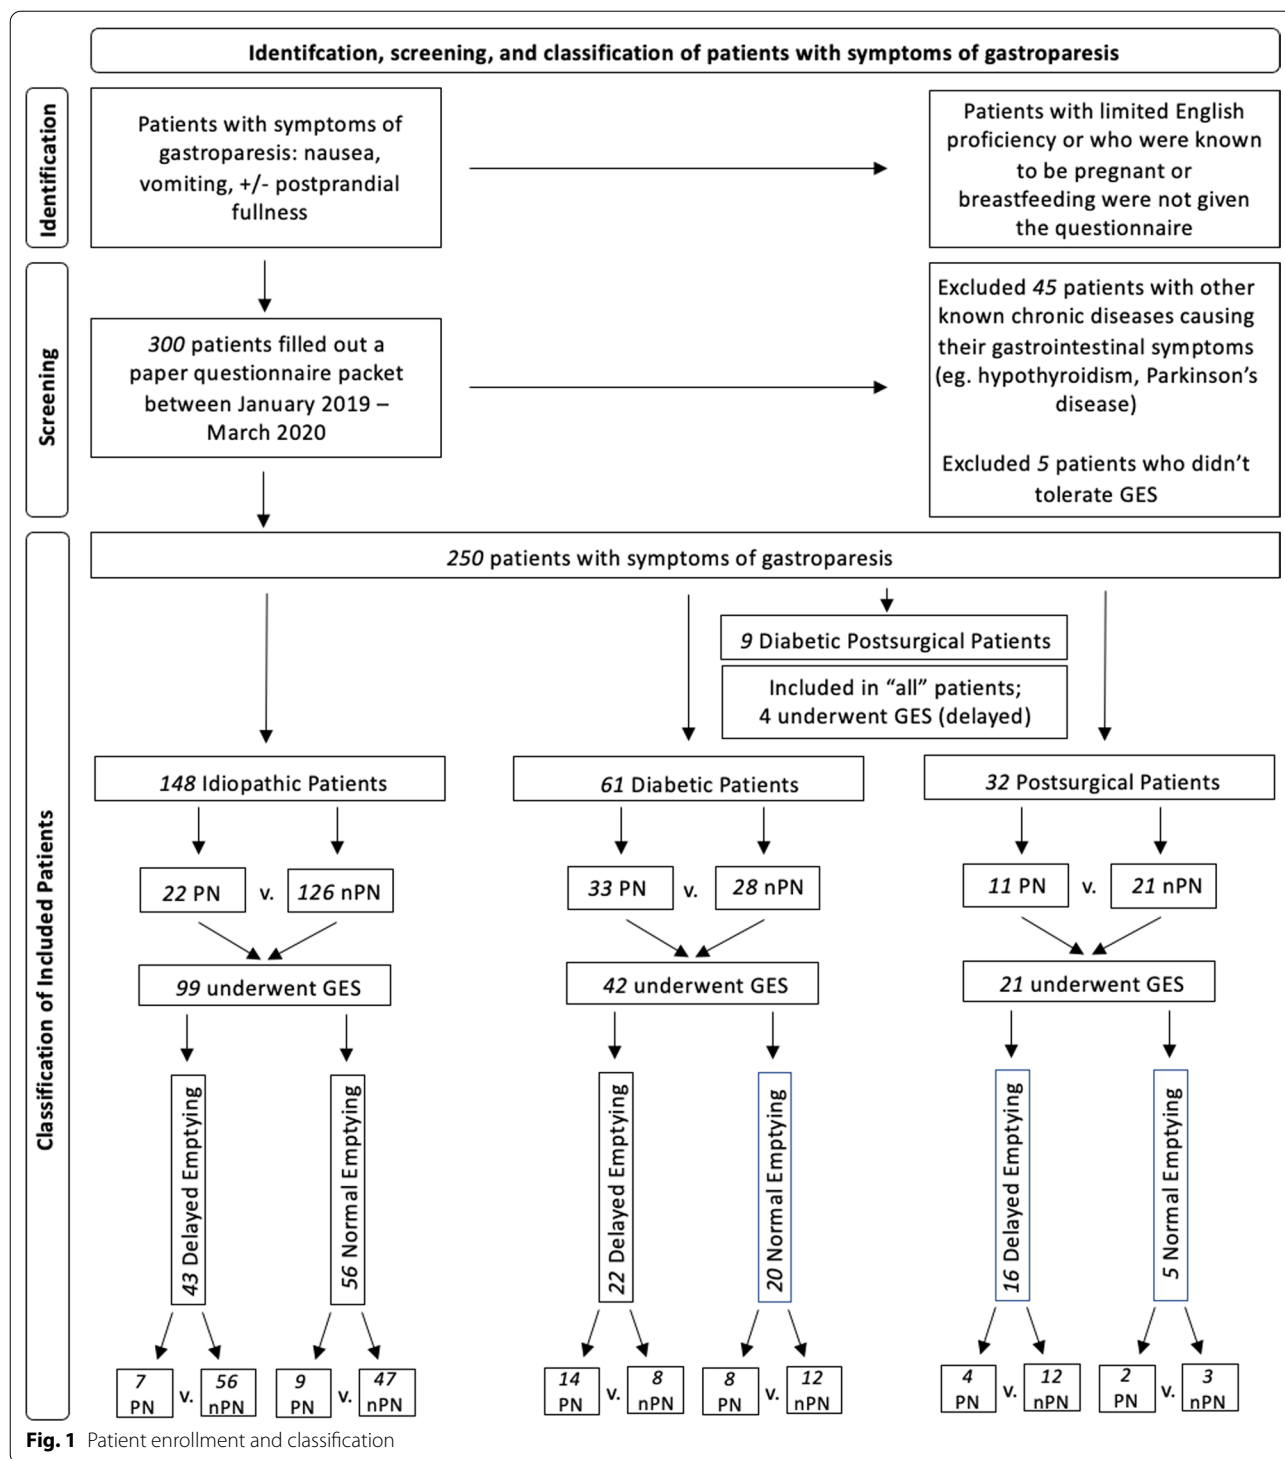 Identifcation, screening, and classification of patients with symptoms of gastroparesis
Identification
Patients with symptoms of
gastroparesis: nausea,
vomiting, +/- postprandial
fullness
Patients with limited English
proficiency or who were known
to be pregnant or
breastfeeding were not given
the questionnaire
Screening
300 patients filled out a
paper questionnaire packet
between January 2019 –
March 2020
Excluded 45 patients with other
known chronic diseases causing
their gastrointestinal symptoms
(eg. hypothyroidism, Parkinson’s
disease)
Excluded 5 patients who didn’t
tolerate GES
Classification of Included Patients
250 patients with symptoms of gastroparesis
9 Diabetic Postsurgical Patients
Included in “all” patients;
4 underwent GES (delayed)
148 Idiopathic Patients
61 Diabetic Patients
32 Postsurgical Patients
22 PN v. 126 nPN
33 PN v. 28 nPN
11 PN v. 21 nPN
99 underwent GES
42 underwent GES
21 underwent GES
43 Delayed Emptying
56 Normal Emptying
22 Delayed Emptying
20 Normal Emptying
16 Delayed Emptying
5 Normal Emptying
7
PN
v.
56
nPN
9
PN
v.
47
nPN
14
PN
v.
8
nPN
8
PN
v.
12
nPN
4
PN
v.
12
nPN
2
PN
v.
3
nPN
Fig. 1 Patient enrollment and classification